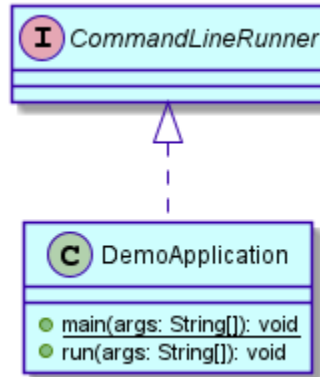 I CommandLineRunner
C DemoApplication
main(args: String[]): void
run(args: String[]): void